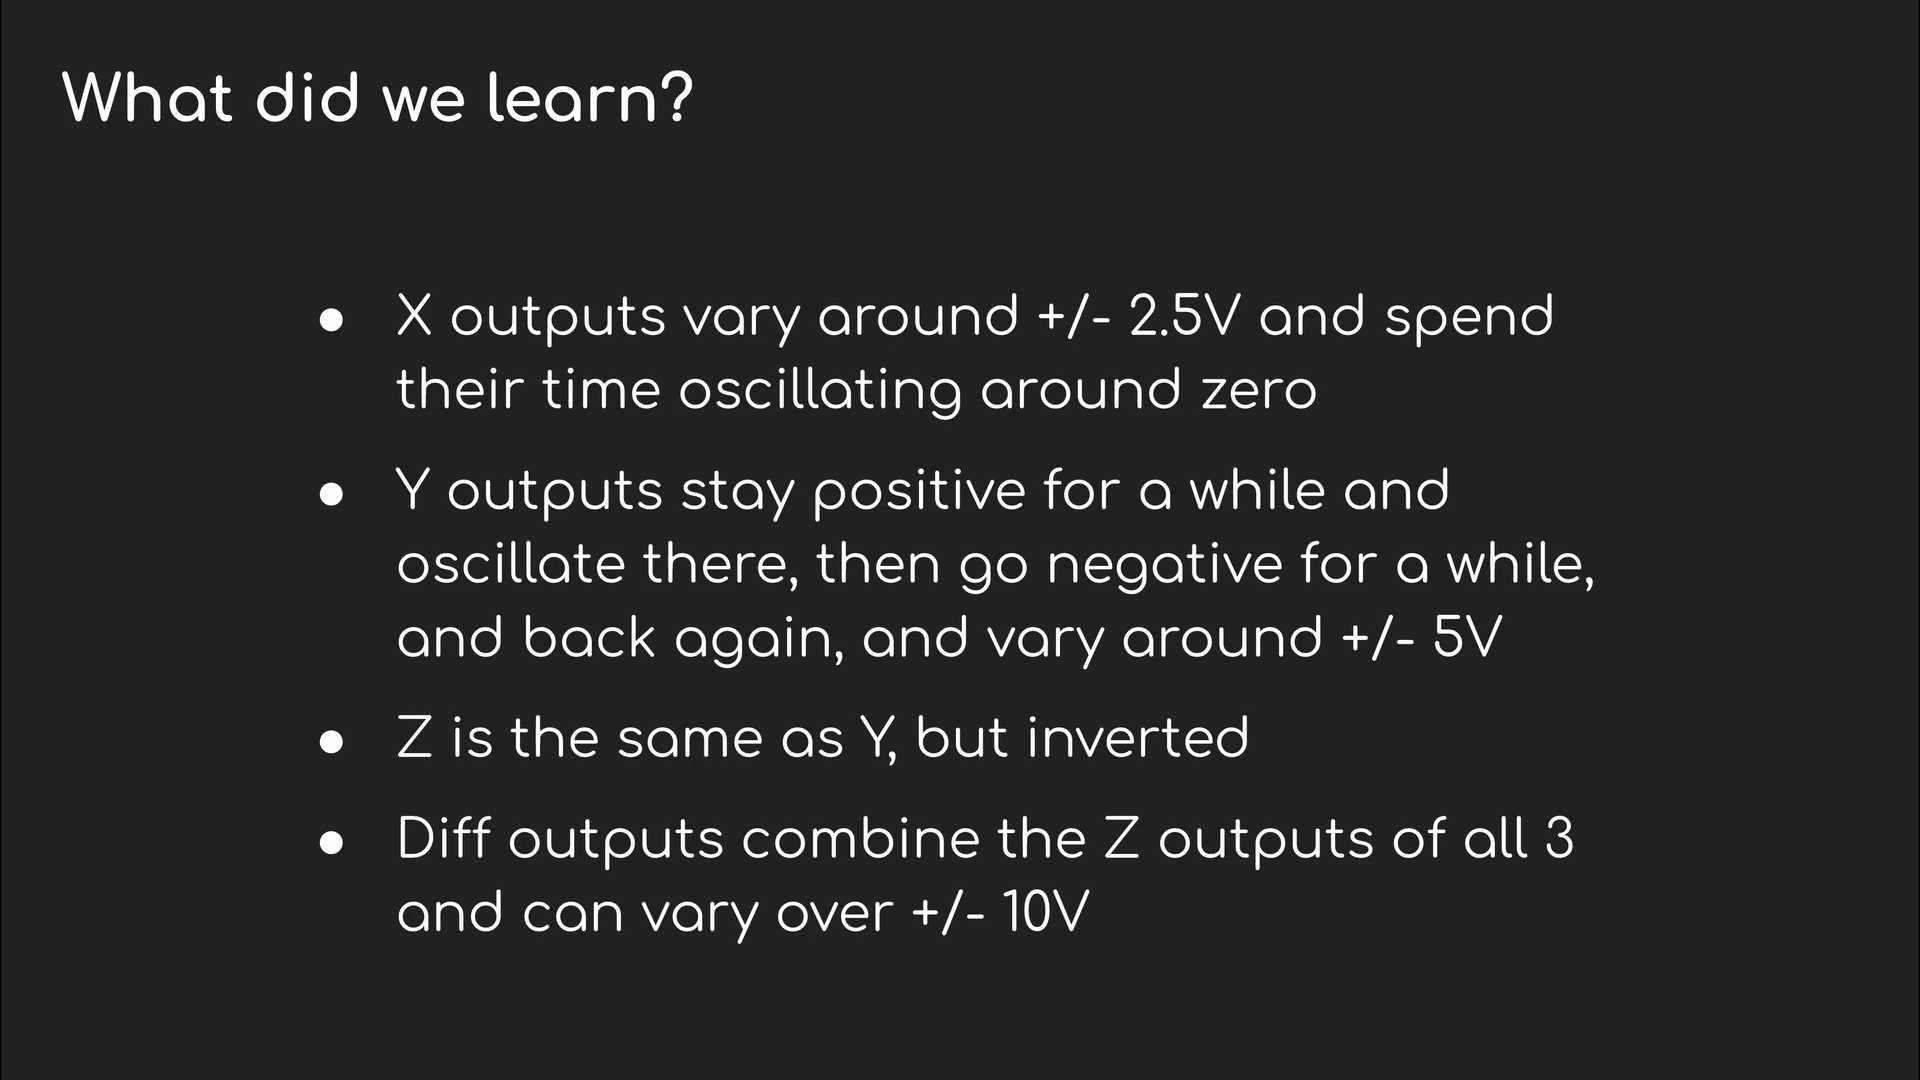 What did we learn?
● X outputs vary around +/- 2.5V and spend
their time oscillating around zero
● Y outputs stay positive for a while and
oscillate there, then go negative for a while,
and back again, and vary around +/- 5V
● Z is the same as Y, but inverted
● Diff outputs combine the Z outputs of all 3
and can vary over +/- 10V